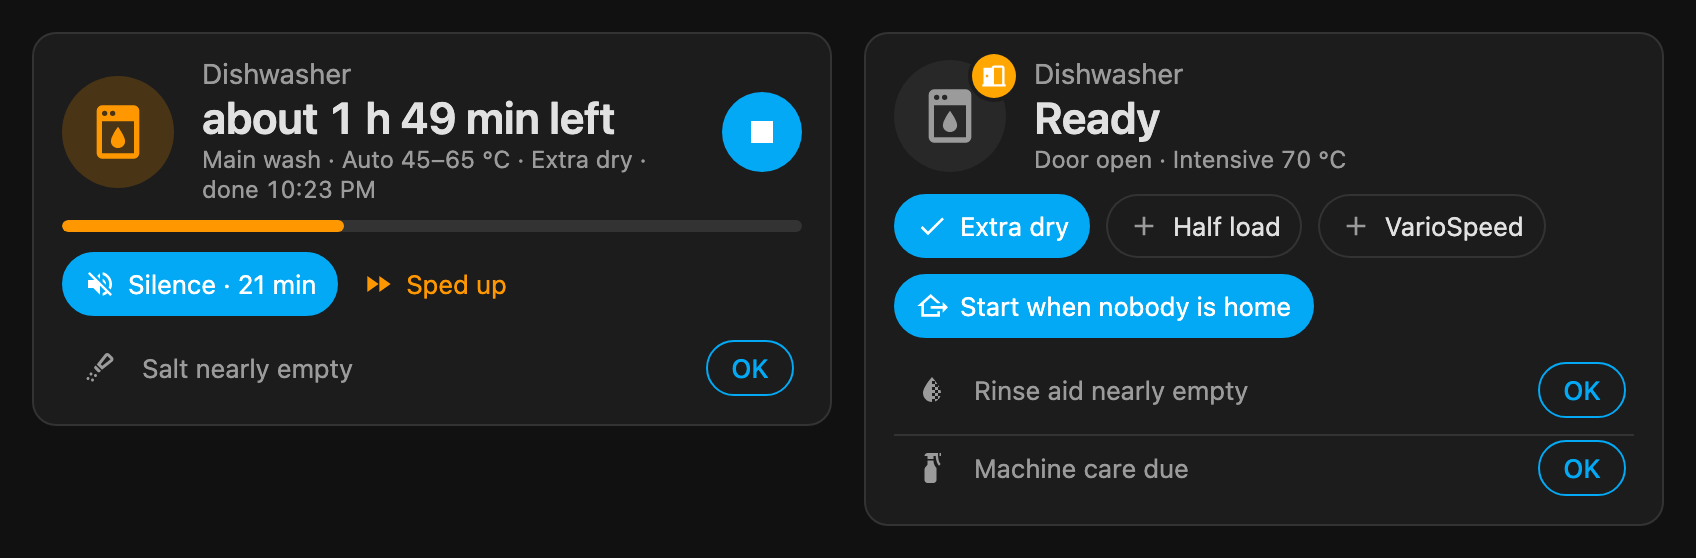 Dishwasher
about 1 h 49 min left
Main wash · Auto 45–65 °C · Extra dry ·
done 10:23 PM
Silence · 21 min
Sped up
Salt nearly empty
OK
Dishwasher
Ready
Door open · Intensive 70 °C
Extra dry
Half load
VarioSpeed
Start when nobody is home
Rinse aid nearly empty
OK
Machine care due
OK